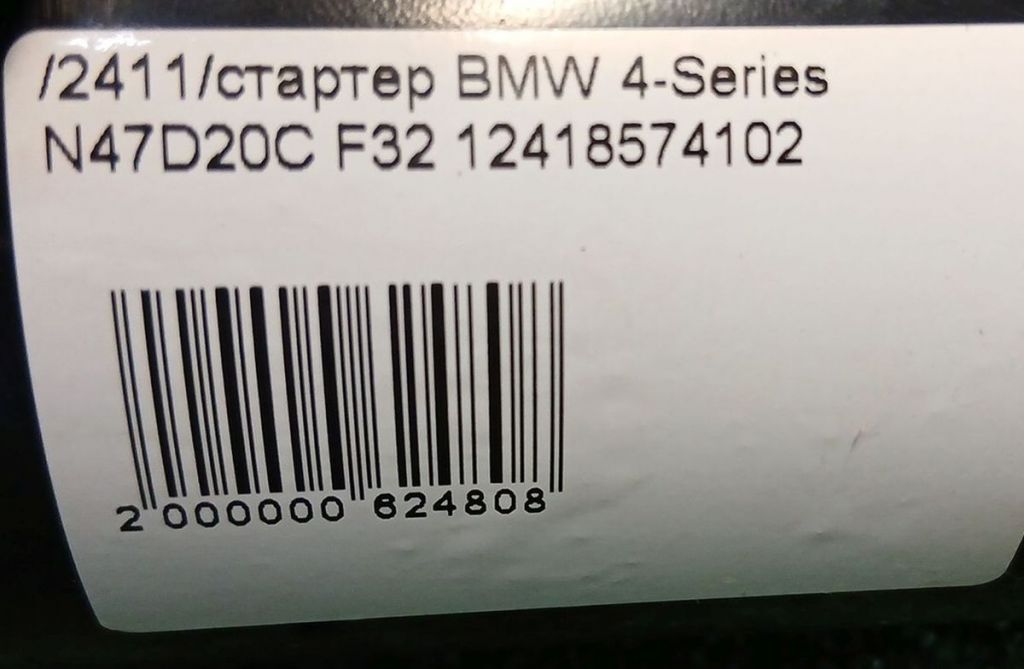 /2411/стартер BMW 4-Series
N47D20C F32 12418574102
2 000000 624808